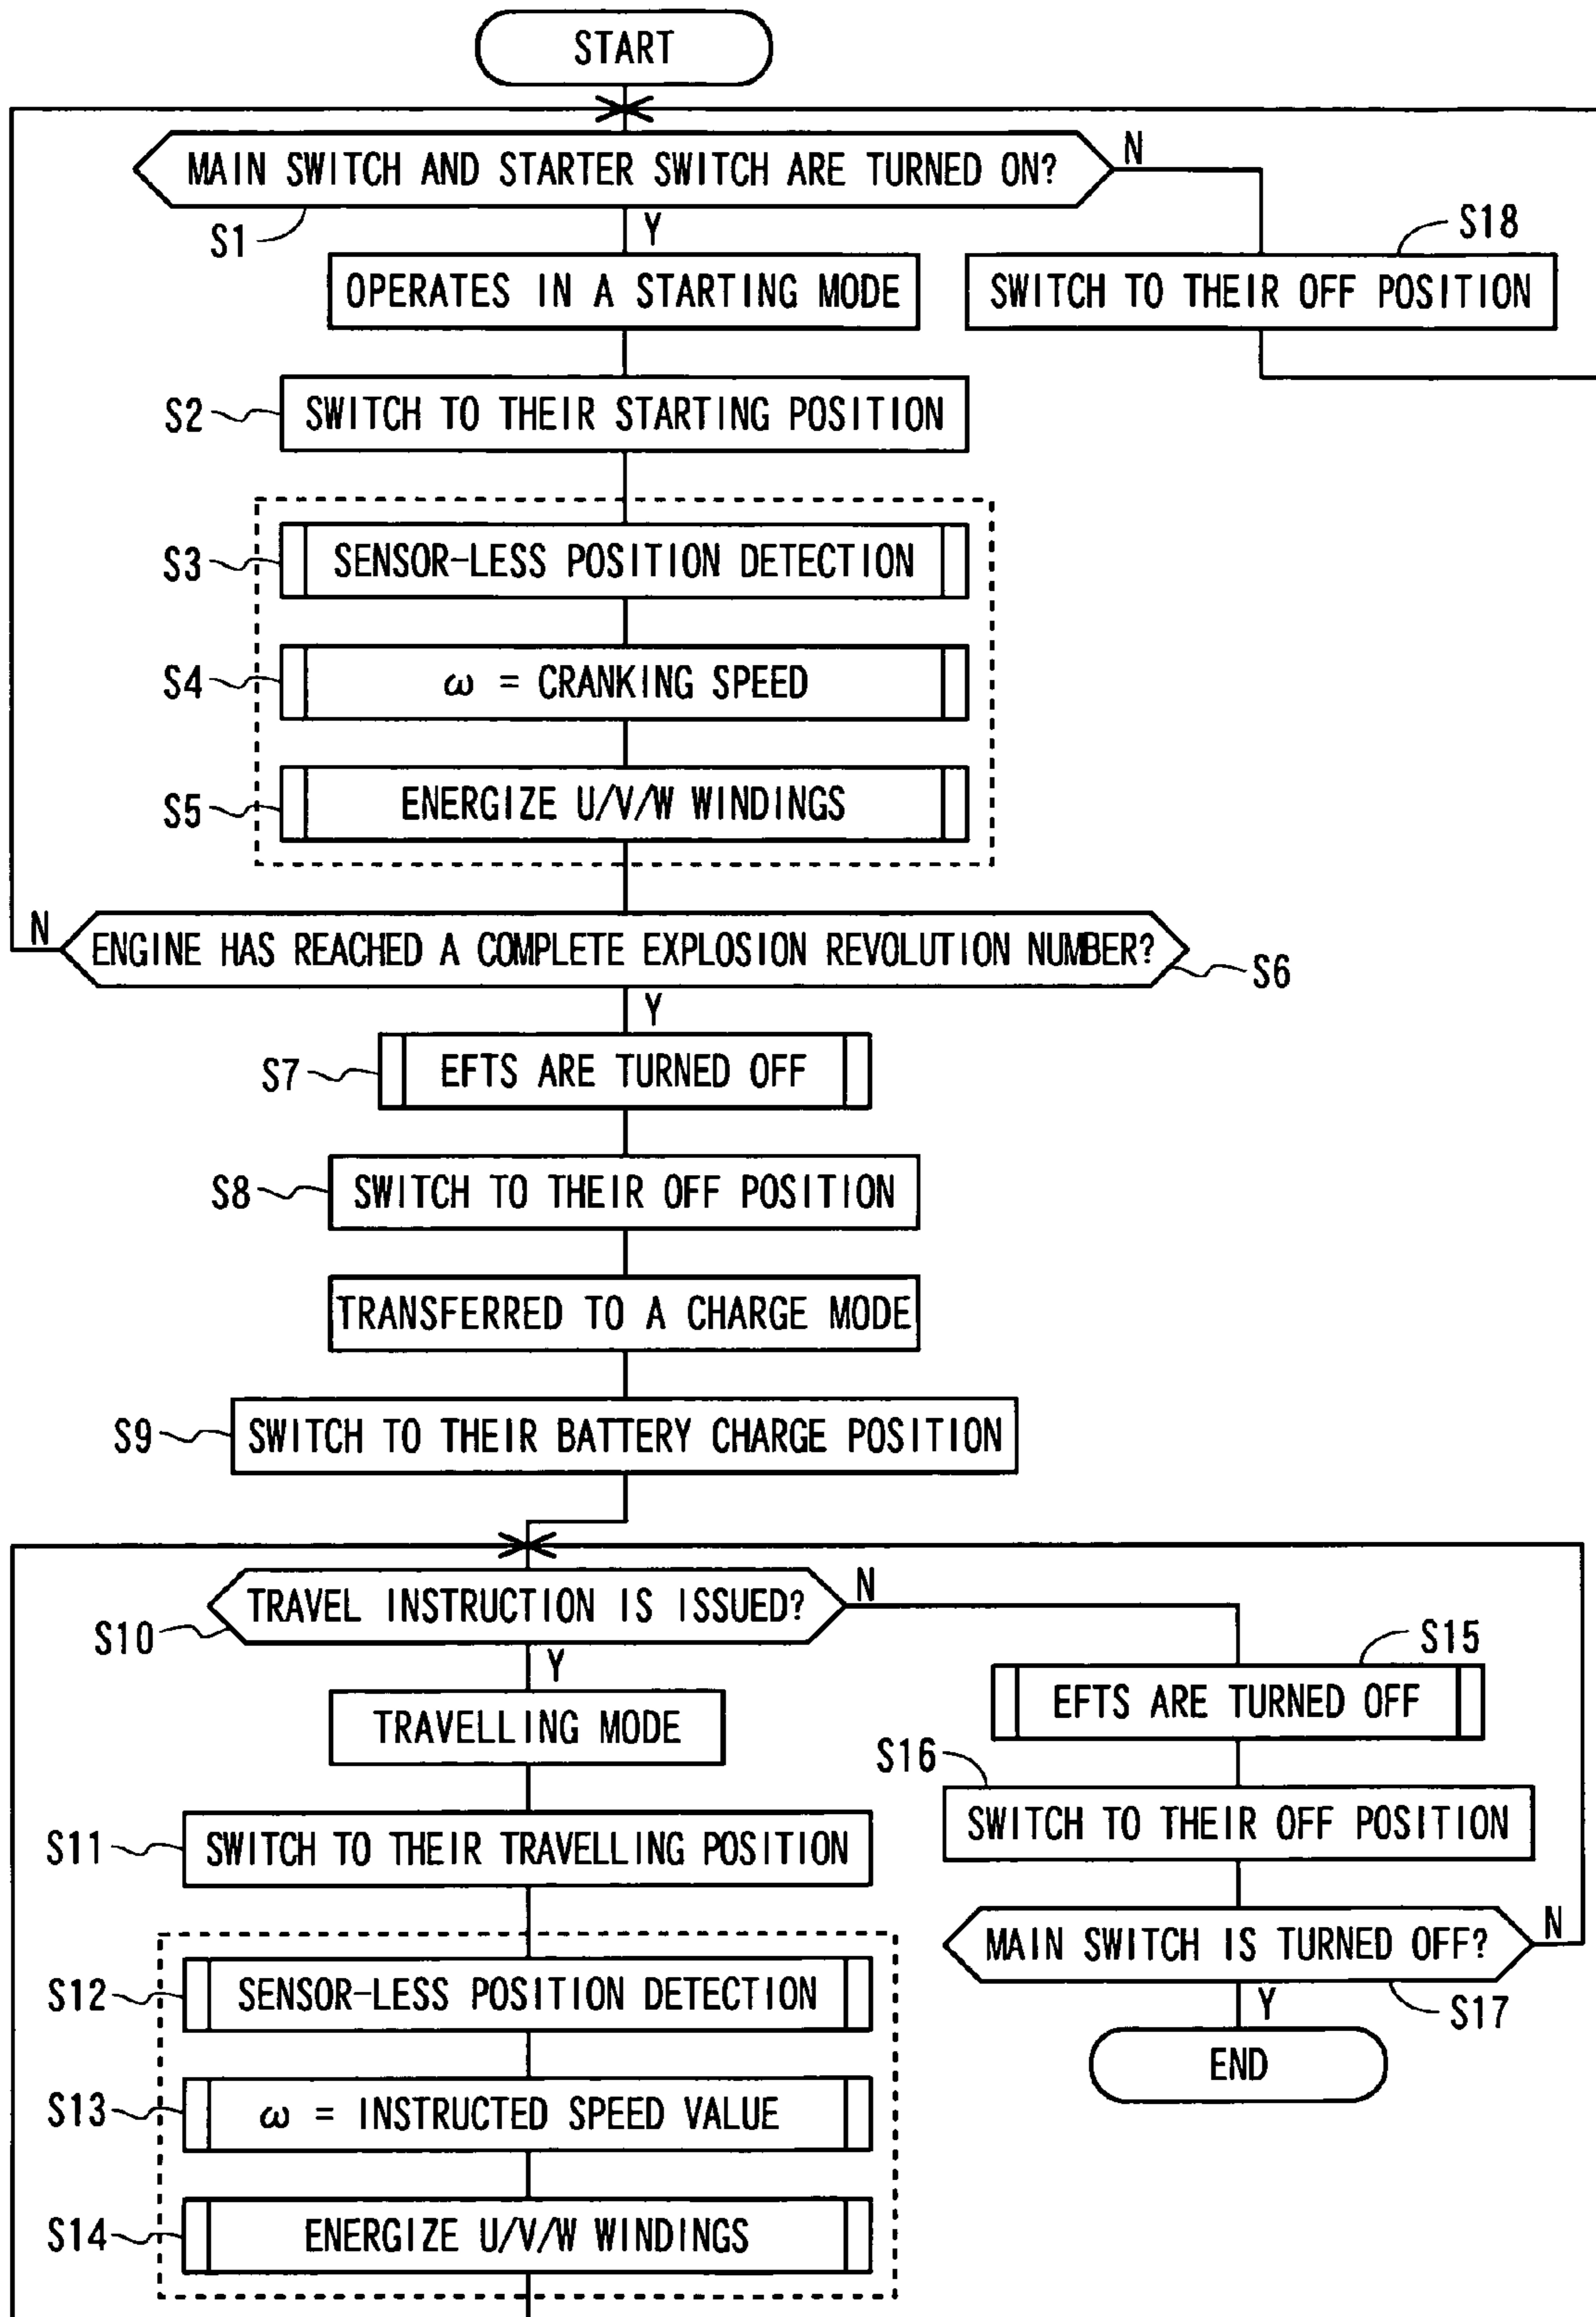 START
MAIN SWITCH AND STARTER SWITCH ARE TURNED ON?
N
S1
Y
S18
OPERATES IN A STARTING MODE
SWITCH TO THEIR OFF POSITION
S2
SWITCH TO THEIR STARTING POSITION
S3
SENSOR-LESS POSITION DETECTION
S4
ω = CRANKING SPEED
S5
ENERGIZE U/V/W WINDINGS
N
ENGINE HAS REACHED A COMPLETE EXPLOSION REVOLUTION NUMBER?
S6
Y
S7
EFTS ARE TURNED OFF
S8
SWITCH TO THEIR OFF POSITION
TRANSFERRED TO A CHARGE MODE
S9
SWITCH TO THEIR BATTERY CHARGE POSITION
TRAVEL INSTRUCTION IS ISSUED?
N
S10
Y
S15
TRAVELLING MODE
EFTS ARE TURNED OFF
S16
S11
SWITCH TO THEIR TRAVELLING POSITION
SWITCH TO THEIR OFF POSITION
MAIN SWITCH IS TURNED OFF?
N
S12
SENSOR-LESS POSITION DETECTION
Y
S17
END
S13
ω = INSTRUCTED SPEED VALUE
S14
ENERGIZE U/V/W WINDINGS